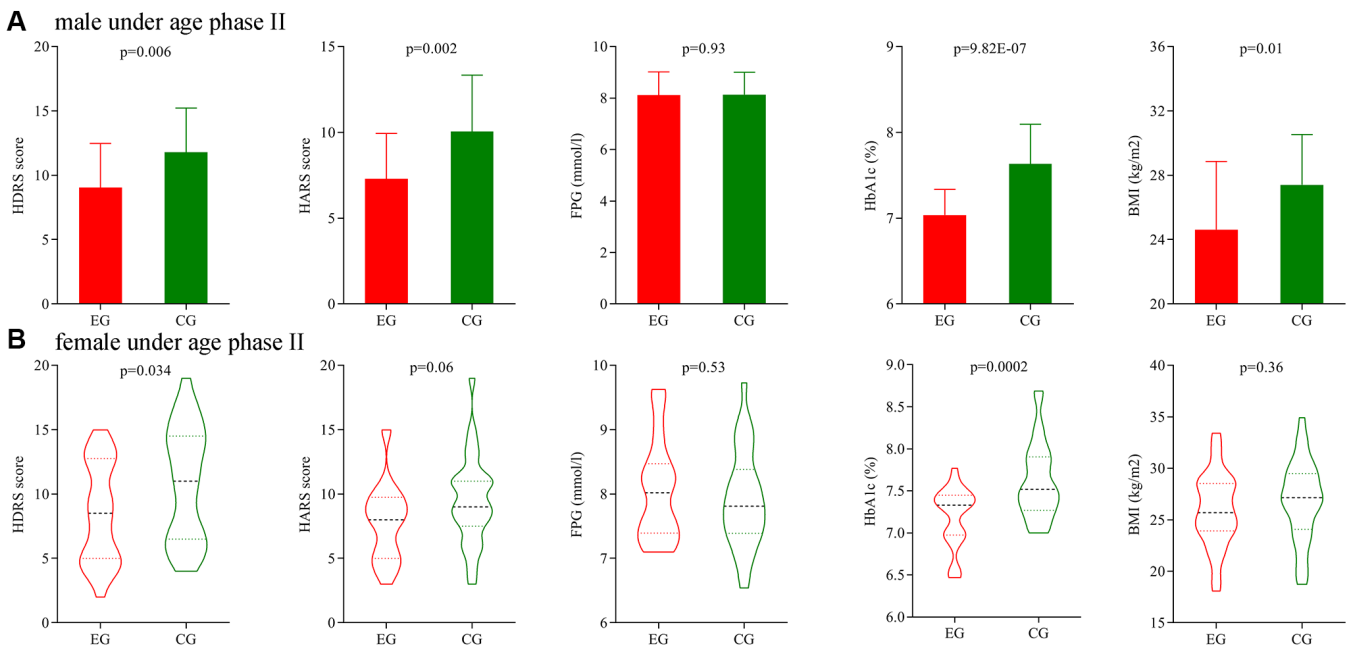 A male under age phase II
p=0.006
HDRS score
20
15
10
5
0
EG CG
p=0.002
HARS score
15
10
5
0
EG CG
p=0.93
FPG (mmol/l)
10
8
6
4
2
0
EG CG
p=9.82E-07
HbA1c (%)
9
8
7
6
EG CG
p=0.01
BMI (kg/m2)
36
32
28
24
20
EG CG
B female under age phase II
p=0.034
HDRS score
20
15
10
5
0
EG CG
p=0.06
HARS score
20
15
10
5
0
EG CG
p=0.53
FPG (mmol/l)
10
9
8
7
6
EG CG
p=0.0002
HbA1c (%)
9.0
8.5
8.0
7.5
7.0
6.5
6.0
EG CG
p=0.36
BMI (kg/m2)
40
35
30
25
20
15
EG CG